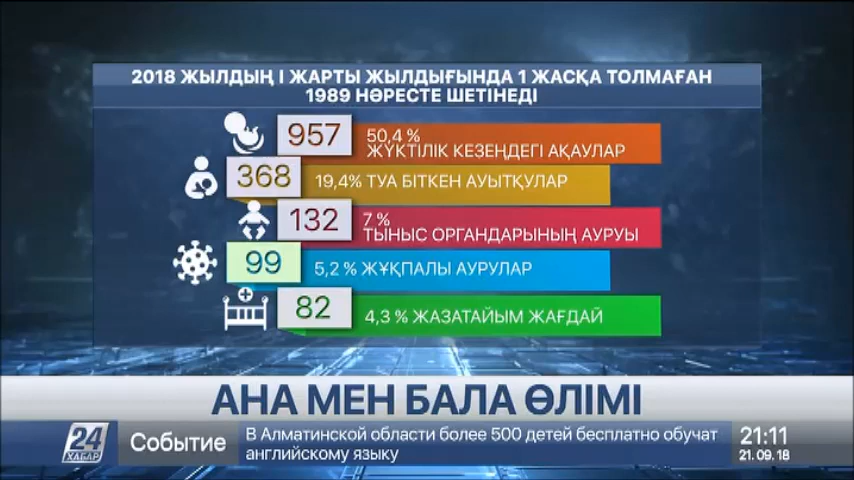 2018 ЖЫЛДЫҢ I ЖАРТЫ ЖЫЛДЫҒЫНДА 1 ЖАСҚА ТОЛМАҒАН
1989 НӘРЕСТЕ ШЕТІНЕДІ
957
50,4 %
ЖҮКТІЛІК КЕЗЕҢДЕГІ АҚАУЛАР
368
19,4% ТУА БІТКЕН АУЫТҚУЛАР
132
7 %
ТЫНЫС ОРГАНДАРЫНЫҢ АУРУЫ
99
5,2 % ЖҰҚПАЛЫ АУРУЛАР
82
4,3 % ЖАЗАТАЙЫМ ЖАҒДАЙ
АНА МЕН БАЛА ӨЛІМІ
24
ХАБАР
Событие
В Алматинской области более 500 детей бесплатно обучат
английскому языку
21:11
21. 09. 18